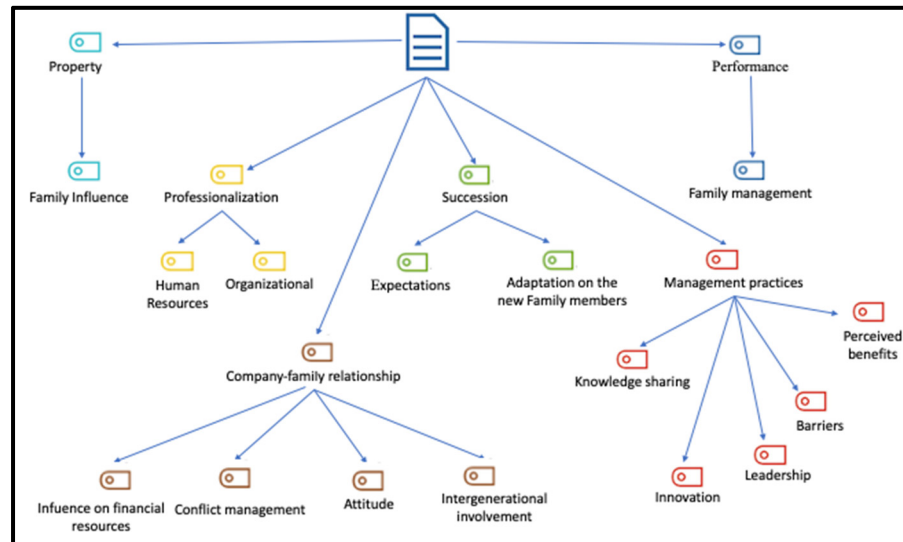 Property
Performance
Family Influence
Professionalization
Succession
Family management
Human
Resources
Organizational
Expectations
Adaptation on the
new Family members
Management practices
Perceived
benefits
Company-family relationship
Knowledge sharing
Barriers
Infuence on financial
resources
Conflict management
Attitude
Intergenerational
involvement
Innovation
Leadership